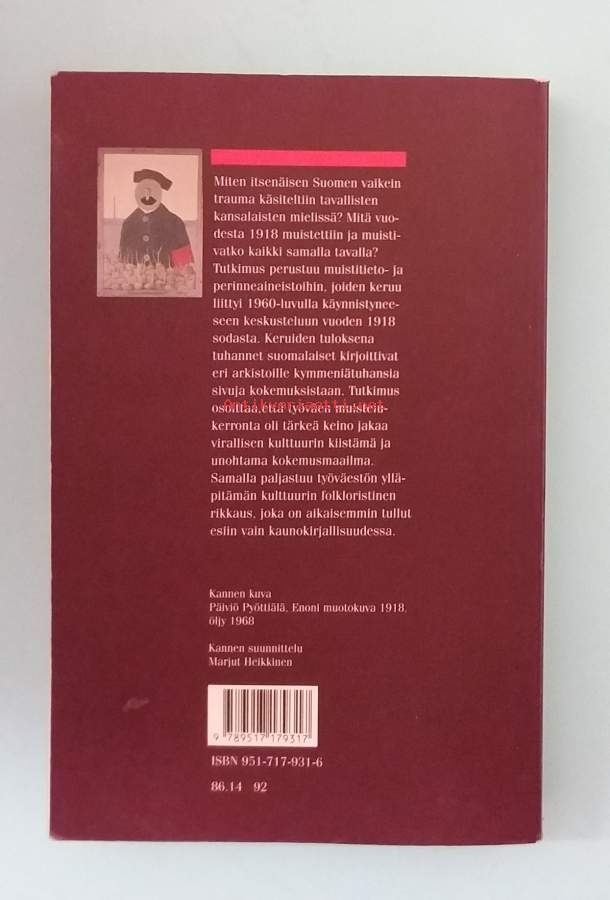 Miten itsenäisen Suomen vaikein
trauma käsiteltiin tavallisten
kansalaisten mielissä? Mitä vuo-
desta 1918 muistettiin ja muisti-
vatko kaikki samalla tavalla?
Tutkimus perustuu muistitieto- ja
perinneaineistoihin, joiden keruu
liittyi 1960-luvulla käynnistynee-
seen keskusteluun vuoden 1918
sodasta. Keruiden tuloksena
tuhannet suomalaiset kirjoittivat
eri arkistoille kymmeniätuhansia
sivuja kokemuksistaan. Tutkimus
Antikvariaatti.net
osoittaa,että työväen muistelu-
kerronta oli tärkeä keino jakaa
virallisen kulttuurin kiistämä ja
unohtama kokemusmaailma.
Samalla paljastuu työväestön yllä-
pitämän kulttuurin folkloristinen
rikkaus, joka on aikaisemmin tullut
esiin vain kaunokirjallisuudessa.
Kannen kuva
Päiviö Pyöttiälä, Enoni muotokuva 1918,
öljy 1968
Kannen suunnittelu
Marjut Heikkinen
9 789517 179317
ISBN 951-717-931-6
86.14 92